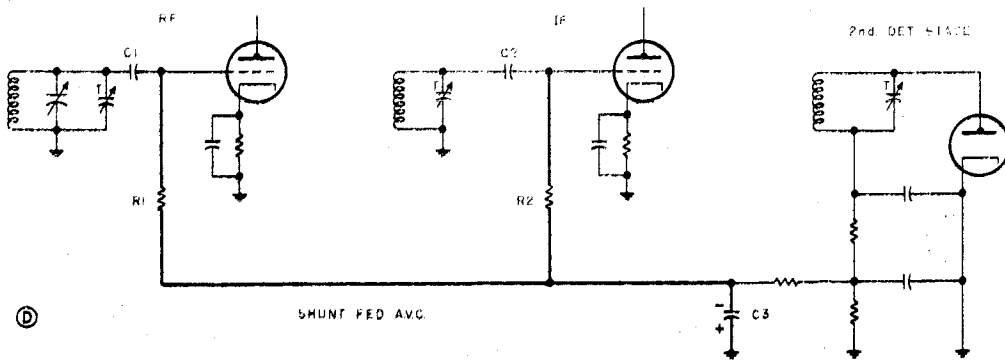 RF
IF
2nd. DET STAGE
C1
C2
T
T
T
R1
R2
D
SHUNT FED A.V.C.
-
+
C3